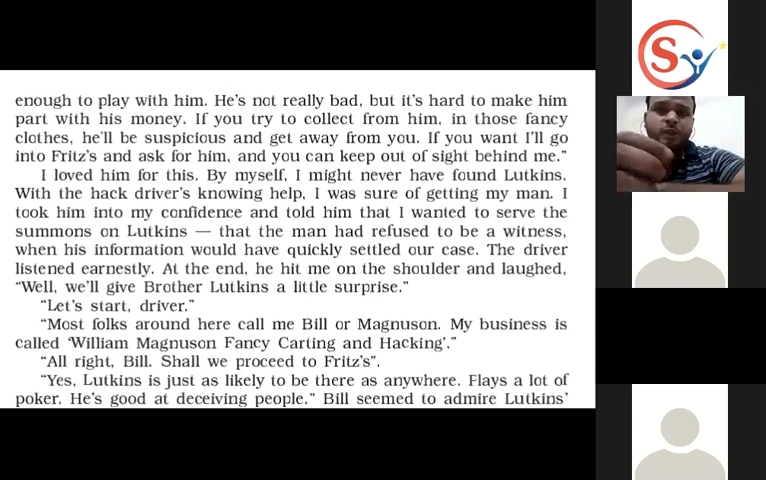 enough to play with him. He's not really bad, but it's hard to make him
part with his money. If you try to collect from him, in those fancy
clothes, he'll be suspicious and get away from you. If you want I'll go
into Fritz's and ask for him, and you can keep out of sight behind me."
I loved him for this. By myself, I might never have found Lutkins.
With the hack driver's knowing help, I was sure of getting my man. I
took him into my confidence and told him that I wanted to serve the
summons on Lutkins — that the man had refused to be a witness,
when his information would have quickly settled our case. The driver
listened earnestly. At the end, he hit me on the shoulder and laughed,
"Well, we'll give Brother Lutkins a little surprise."
"Let's start, driver."
"Most folks around here call me Bill or Magnuson. My business is
called 'William Magnuson Fancy Carting and Hacking'."
"All right, Bill. Shall we proceed to Fritz's".
"Yes, Lutkins is just as likely to be there as anywhere. Plays a lot of
poker. He's good at deceiving people." Bill seemed to admire Lutkins'
S